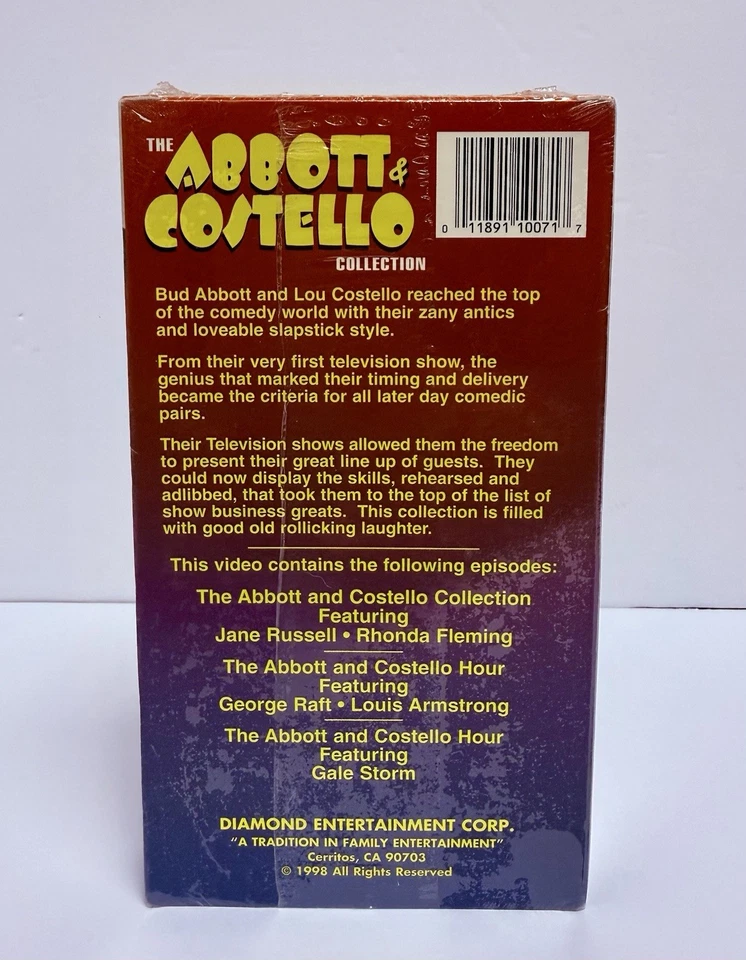 THE
ABBOTT &
COSTELLO
COLLECTION
0 11891 10071 7
Bud Abbott and Lou Costello reached the top
of the comedy world with their zany antics
and loveable slapstick style.
From their very first television show, the
genius that marked their timing and delivery
became the criteria for all later day comedic
pairs.
Their Television shows allowed them the freedom
to present their great line up of guests. They
could now display the skills, rehearsed and
adlibbed, that took them to the top of the list of
show business greats. This collection is filled
with good old rollicking laughter.
This video contains the following episodes:
The Abbott and Costello Collection
Featuring
Jane Russell • Rhonda Fleming
The Abbott and Costello Hour
Featuring
George Raft • Louis Armstrong
The Abbott and Costello Hour
Featuring
Gale Storm
DIAMOND ENTERTAINMENT CORP.
"A TRADITION IN FAMILY ENTERTAINMENT"
Cerritos, CA 90703
© 1998 All Rights Reserved